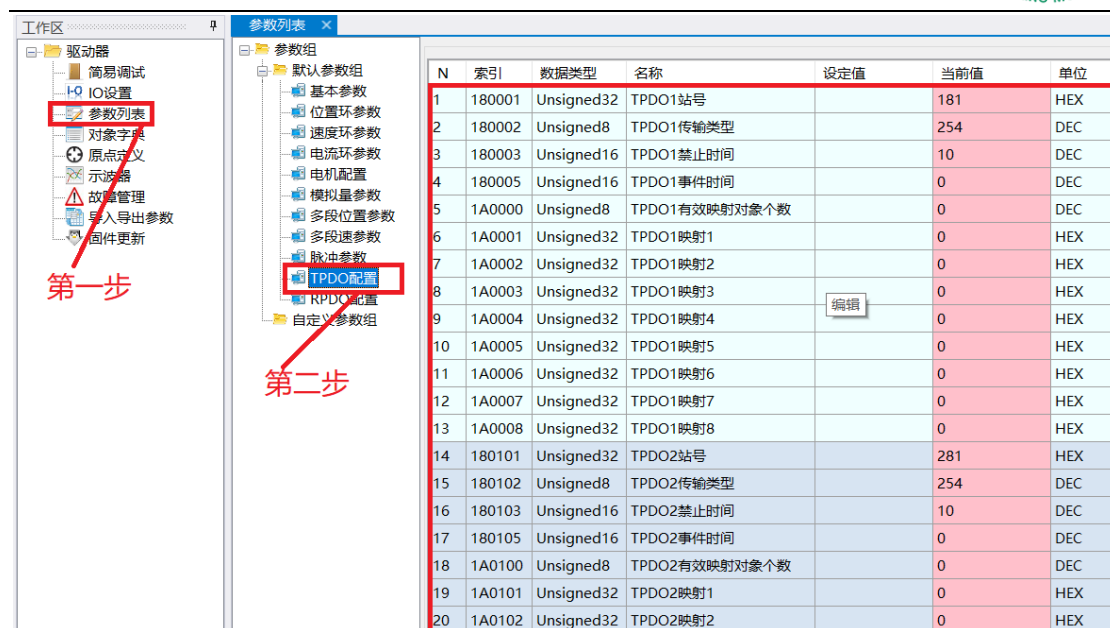 工作区
驱动器
简易调试
I-O IO设置
参数列表
对象字典
原点定义
示波器
故障管理
导入导出参数
固件更新
第一步
参数列表 ×
参数组
默认参数组
基本参数
位置环参数
速度环参数
电流环参数
电机配置
模拟量参数
多段位置参数
多段速参数
脉冲参数
TPDO配置
RPDO配置
自定义参数组
第二步
N 索引 数据类型 名称 设定值 当前值 单位
1 180001 Unsigned32 TPDO1站号 181 HEX
2 180002 Unsigned8 TPDO1传输类型 254 DEC
3 180003 Unsigned16 TPDO1禁止时间 10 DEC
4 180005 Unsigned16 TPDO1事件时间 0 DEC
5 1A0000 Unsigned8 TPDO1有效映射对象个数 0 DEC
6 1A0001 Unsigned32 TPDO1映射1 0 HEX
7 1A0002 Unsigned32 TPDO1映射2 0 HEX
8 1A0003 Unsigned32 TPDO1映射3 0 HEX
编辑
9 1A0004 Unsigned32 TPDO1映射4 0 HEX
10 1A0005 Unsigned32 TPDO1映射5 0 HEX
11 1A0006 Unsigned32 TPDO1映射6 0 HEX
12 1A0007 Unsigned32 TPDO1映射7 0 HEX
13 1A0008 Unsigned32 TPDO1映射8 0 HEX
14 180101 Unsigned32 TPDO2站号 281 HEX
15 180102 Unsigned8 TPDO2传输类型 254 DEC
16 180103 Unsigned16 TPDO2禁止时间 10 DEC
17 180105 Unsigned16 TPDO2事件时间 0 DEC
18 1A0100 Unsigned8 TPDO2有效映射对象个数 0 DEC
19 1A0101 Unsigned32 TPDO2映射1 0 HEX
20 1A0102 Unsigned32 TPDO2映射2 0 HEX